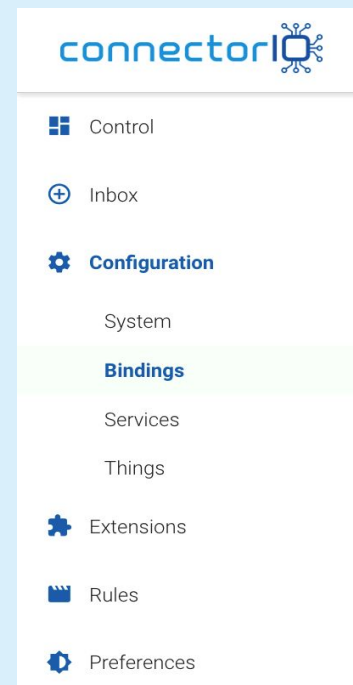 connectorIO
Control
Inbox
Configuration
System
Bindings
Services
Things
Extensions
Rules
Preferences